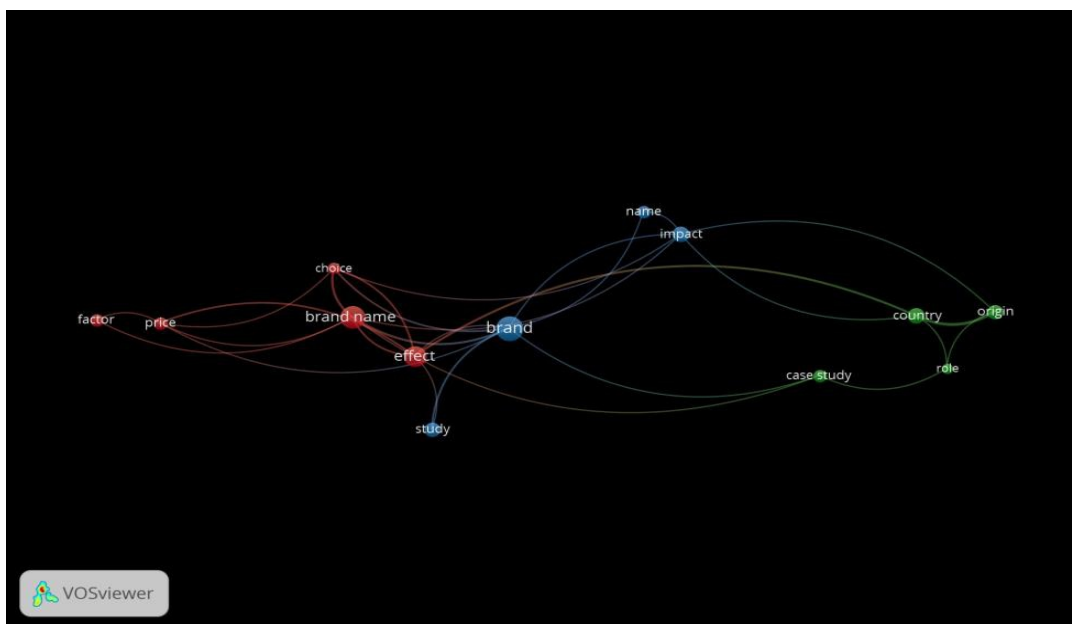 name
impact
choice
origin
country
brand name
factor
price
brand
effect
role
case study
study
VOSviewer